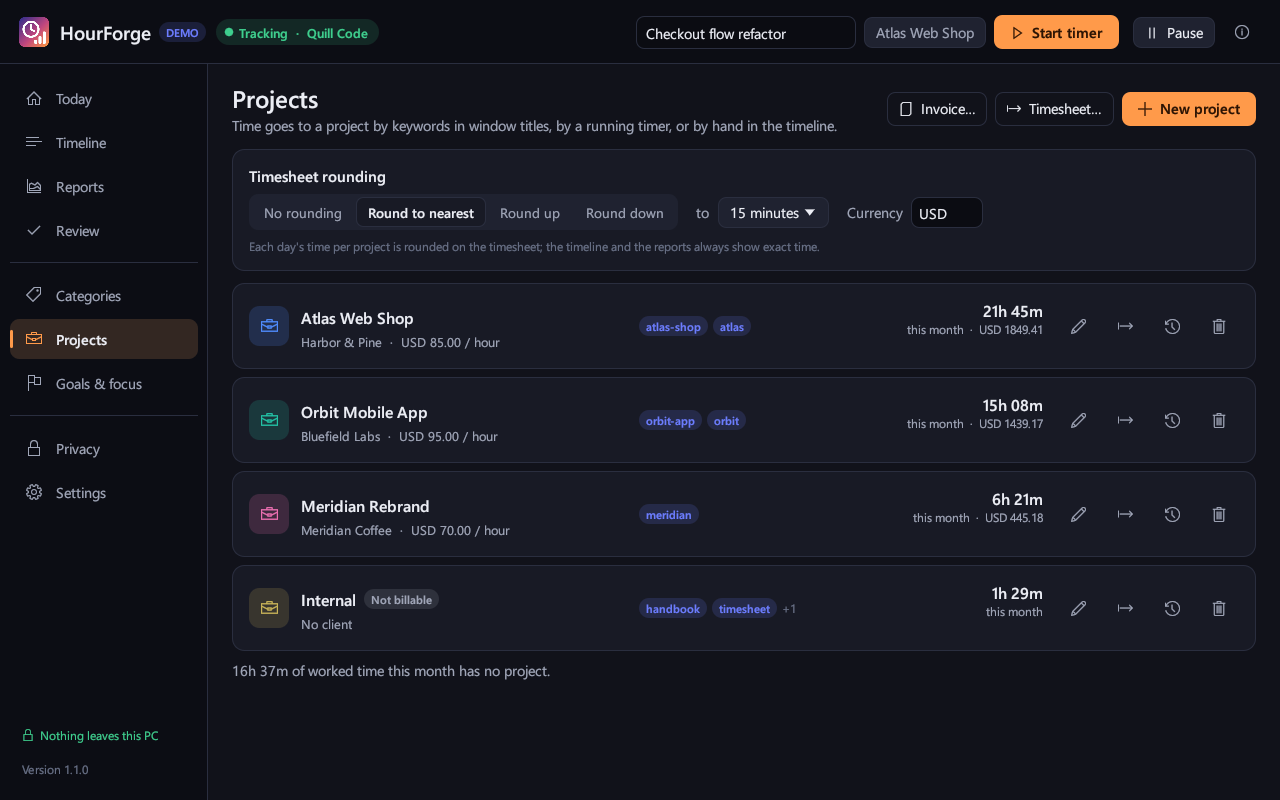 HourForge DEMO Tracking · Quill Code Checkout flow refactor Atlas Web Shop Start timer Pause
Today
Timeline
Reports
Review
Categories
Projects
Goals & focus
Privacy
Settings
Nothing leaves this PC
Version 1.1.0
Projects
Time goes to a project by keywords in window titles, by a running timer, or by hand in the timeline.
Invoice... Timesheet... New project
Timesheet rounding
No rounding Round to nearest Round up Round down to 15 minutes Currency USD
Each day's time per project is rounded on the timesheet; the timeline and the reports always show exact time.
Atlas Web Shop
Harbor & Pine · USD 85.00 / hour
atlas-shop atlas
21h 45m
this month · USD 1849.41
Orbit Mobile App
Bluefield Labs · USD 95.00 / hour
orbit-app orbit
15h 08m
this month · USD 1439.17
Meridian Rebrand
Meridian Coffee · USD 70.00 / hour
meridian
6h 21m
this month · USD 445.18
Internal Not billable
No client
handbook timesheet +1
1h 29m
this month
16h 37m of worked time this month has no project.